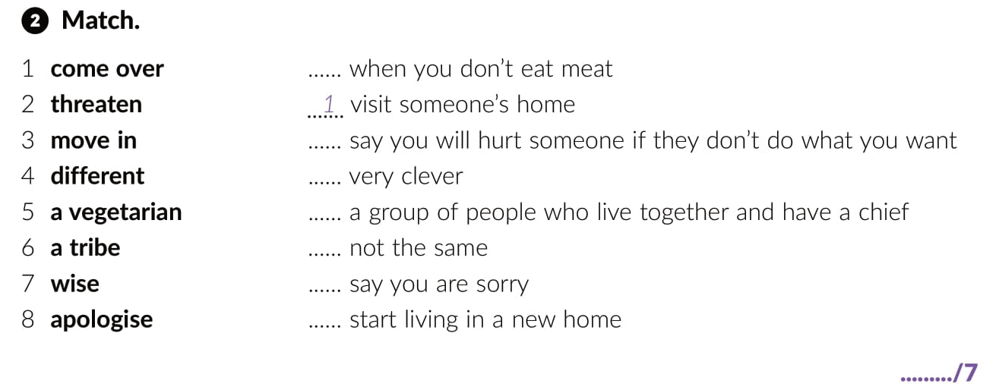 2 Match.
1 come over ...... when you don't eat meat
2 threaten ...1... visit someone's home
3 move in ...... say you will hurt someone if they don't do what you want
4 different ...... very clever
5 a vegetarian ...... a group of people who live together and have a chief
6 a tribe ...... not the same
7 wise ...... say you are sorry
8 apologise ...... start living in a new home
........./7